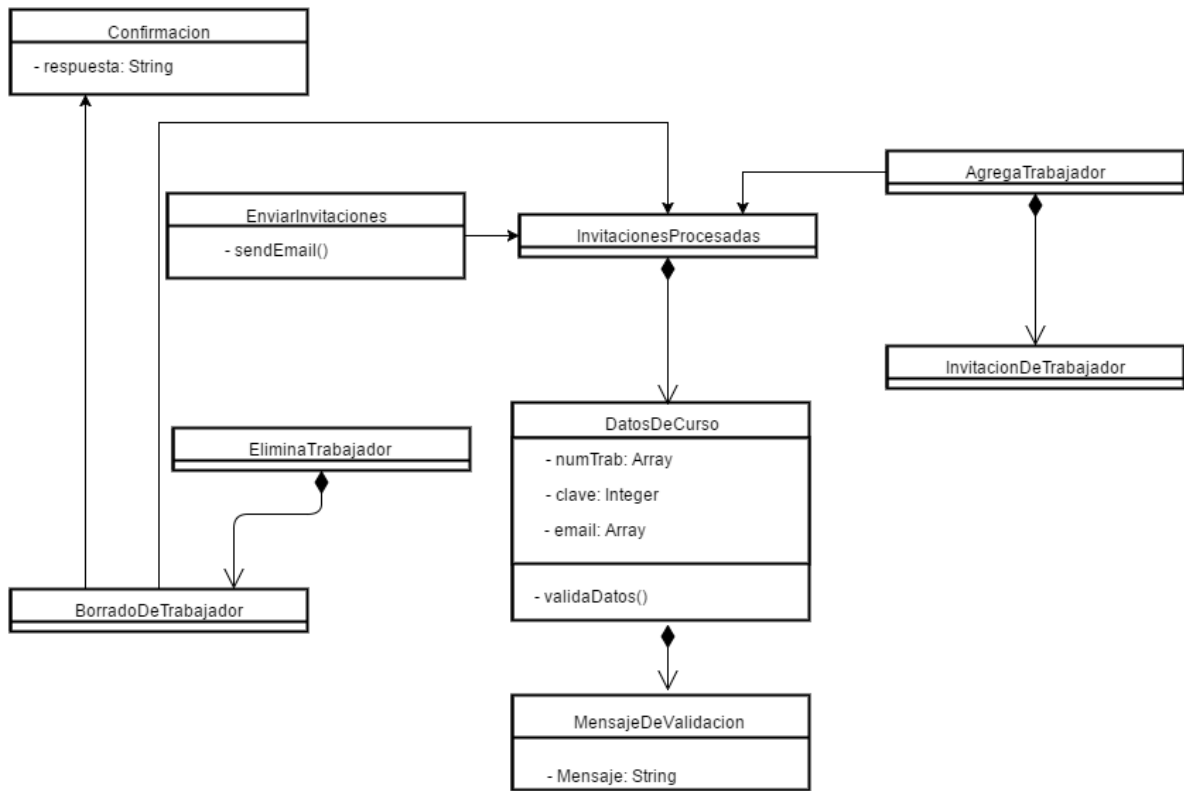 Confirmacion
- respuesta: String
AgregaTrabajador
EnviarInvitaciones
- sendEmail()
InvitacionesProcesadas
InvitacionDeTrabajador
DatosDeCurso
- numTrab: Array
- clave: Integer
- email: Array
- validaDatos()
EliminaTrabajador
BorradoDeTrabajador
MensajeDeValidacion
- Mensaje: String